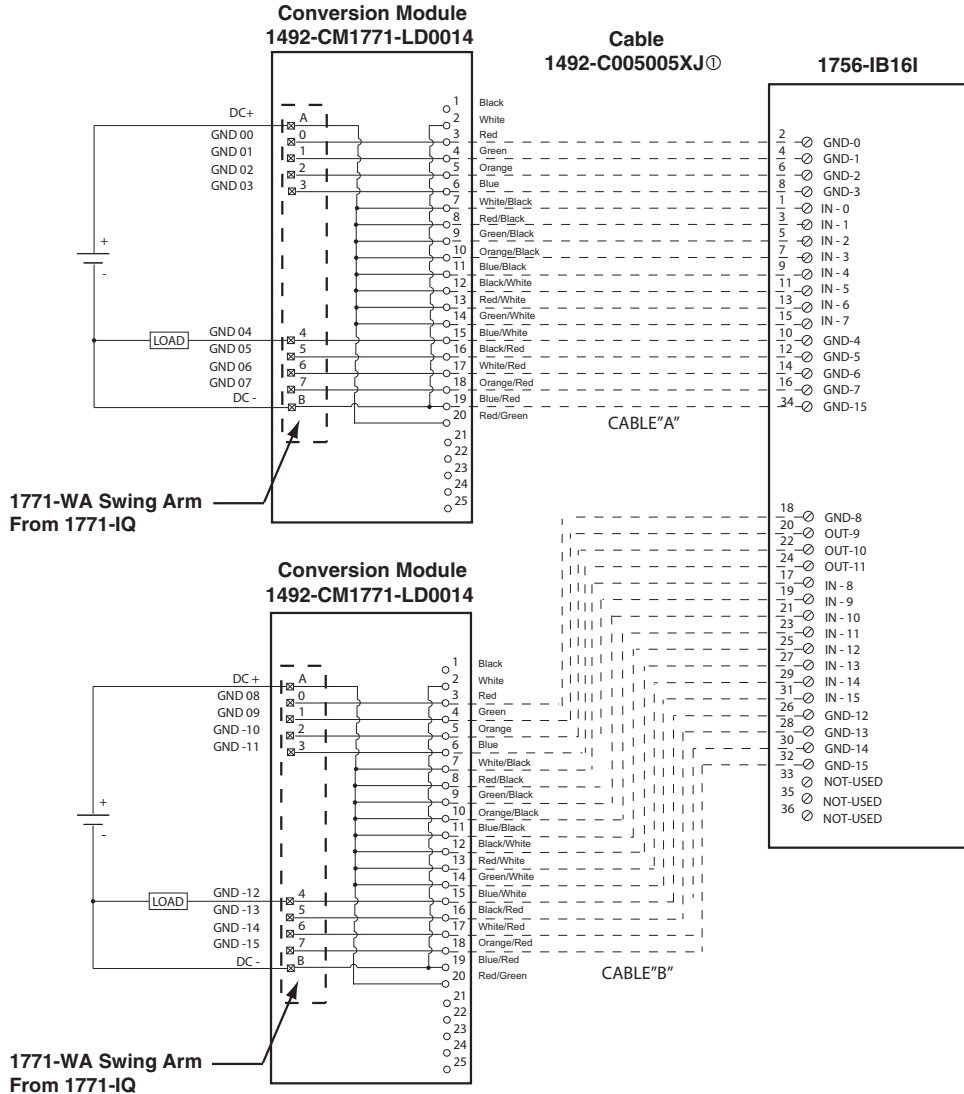 Conversion Module
1492-CM1771-LD0014
Cable
1492-C005005XJ①
1756-IB16I
DC+
GND 00
GND 01
GND 02
GND 03
+
-
LOAD
GND 04
GND 05
GND 06
GND 07
DC -
A
0
1
2
3
4
5
6
7
B
1 Black
2 White
3 Red
4 Green
5 Orange
6 Blue
7 White/Black
8 Red/Black
9 Green/Black
10 Orange/Black
11 Blue/Black
12 Black/White
13 Red/White
14 Green/White
15 Blue/White
16 Black/Red
17 White/Red
18 Orange/Red
19 Blue/Red
20 Red/Green
21
22
23
24
25
CABLE"A"
2 GND-0
4 GND-1
6 GND-2
8 GND-3
1 IN - 0
3 IN - 1
5 IN - 2
7 IN - 3
9 IN - 4
11 IN - 5
13 IN - 6
15 IN - 7
10 GND-4
12 GND-5
14 GND-6
16 GND-7
34 GND-15
1771-WA Swing Arm
From 1771-IQ
18 GND-8
20 OUT-9
22 OUT-10
24 OUT-11
17 IN - 8
19 IN - 9
21 IN - 10
23 IN - 11
25 IN - 12
27 IN - 13
29 IN - 14
31 IN - 15
26 GND-12
28 GND-13
30 GND-14
32 GND-15
33 NOT-USED
35 NOT-USED
36 NOT-USED
Conversion Module
1492-CM1771-LD0014
DC +
GND 08
GND 09
GND -10
GND -11
+
-
LOAD
GND -12
GND -13
GND -14
GND -15
DC -
A
0
1
2
3
4
5
6
7
B
1 Black
2 White
3 Red
4 Green
5 Orange
6 Blue
7 White/Black
8 Red/Black
9 Green/Black
10 Orange/Black
11 Blue/Black
12 Black/White
13 Red/White
14 Green/White
15 Blue/White
16 Black/Red
17 White/Red
18 Orange/Red
19 Blue/Red
20 Red/Green
21
22
23
24
25
CABLE"B"
1771-WA Swing Arm
From 1771-IQ